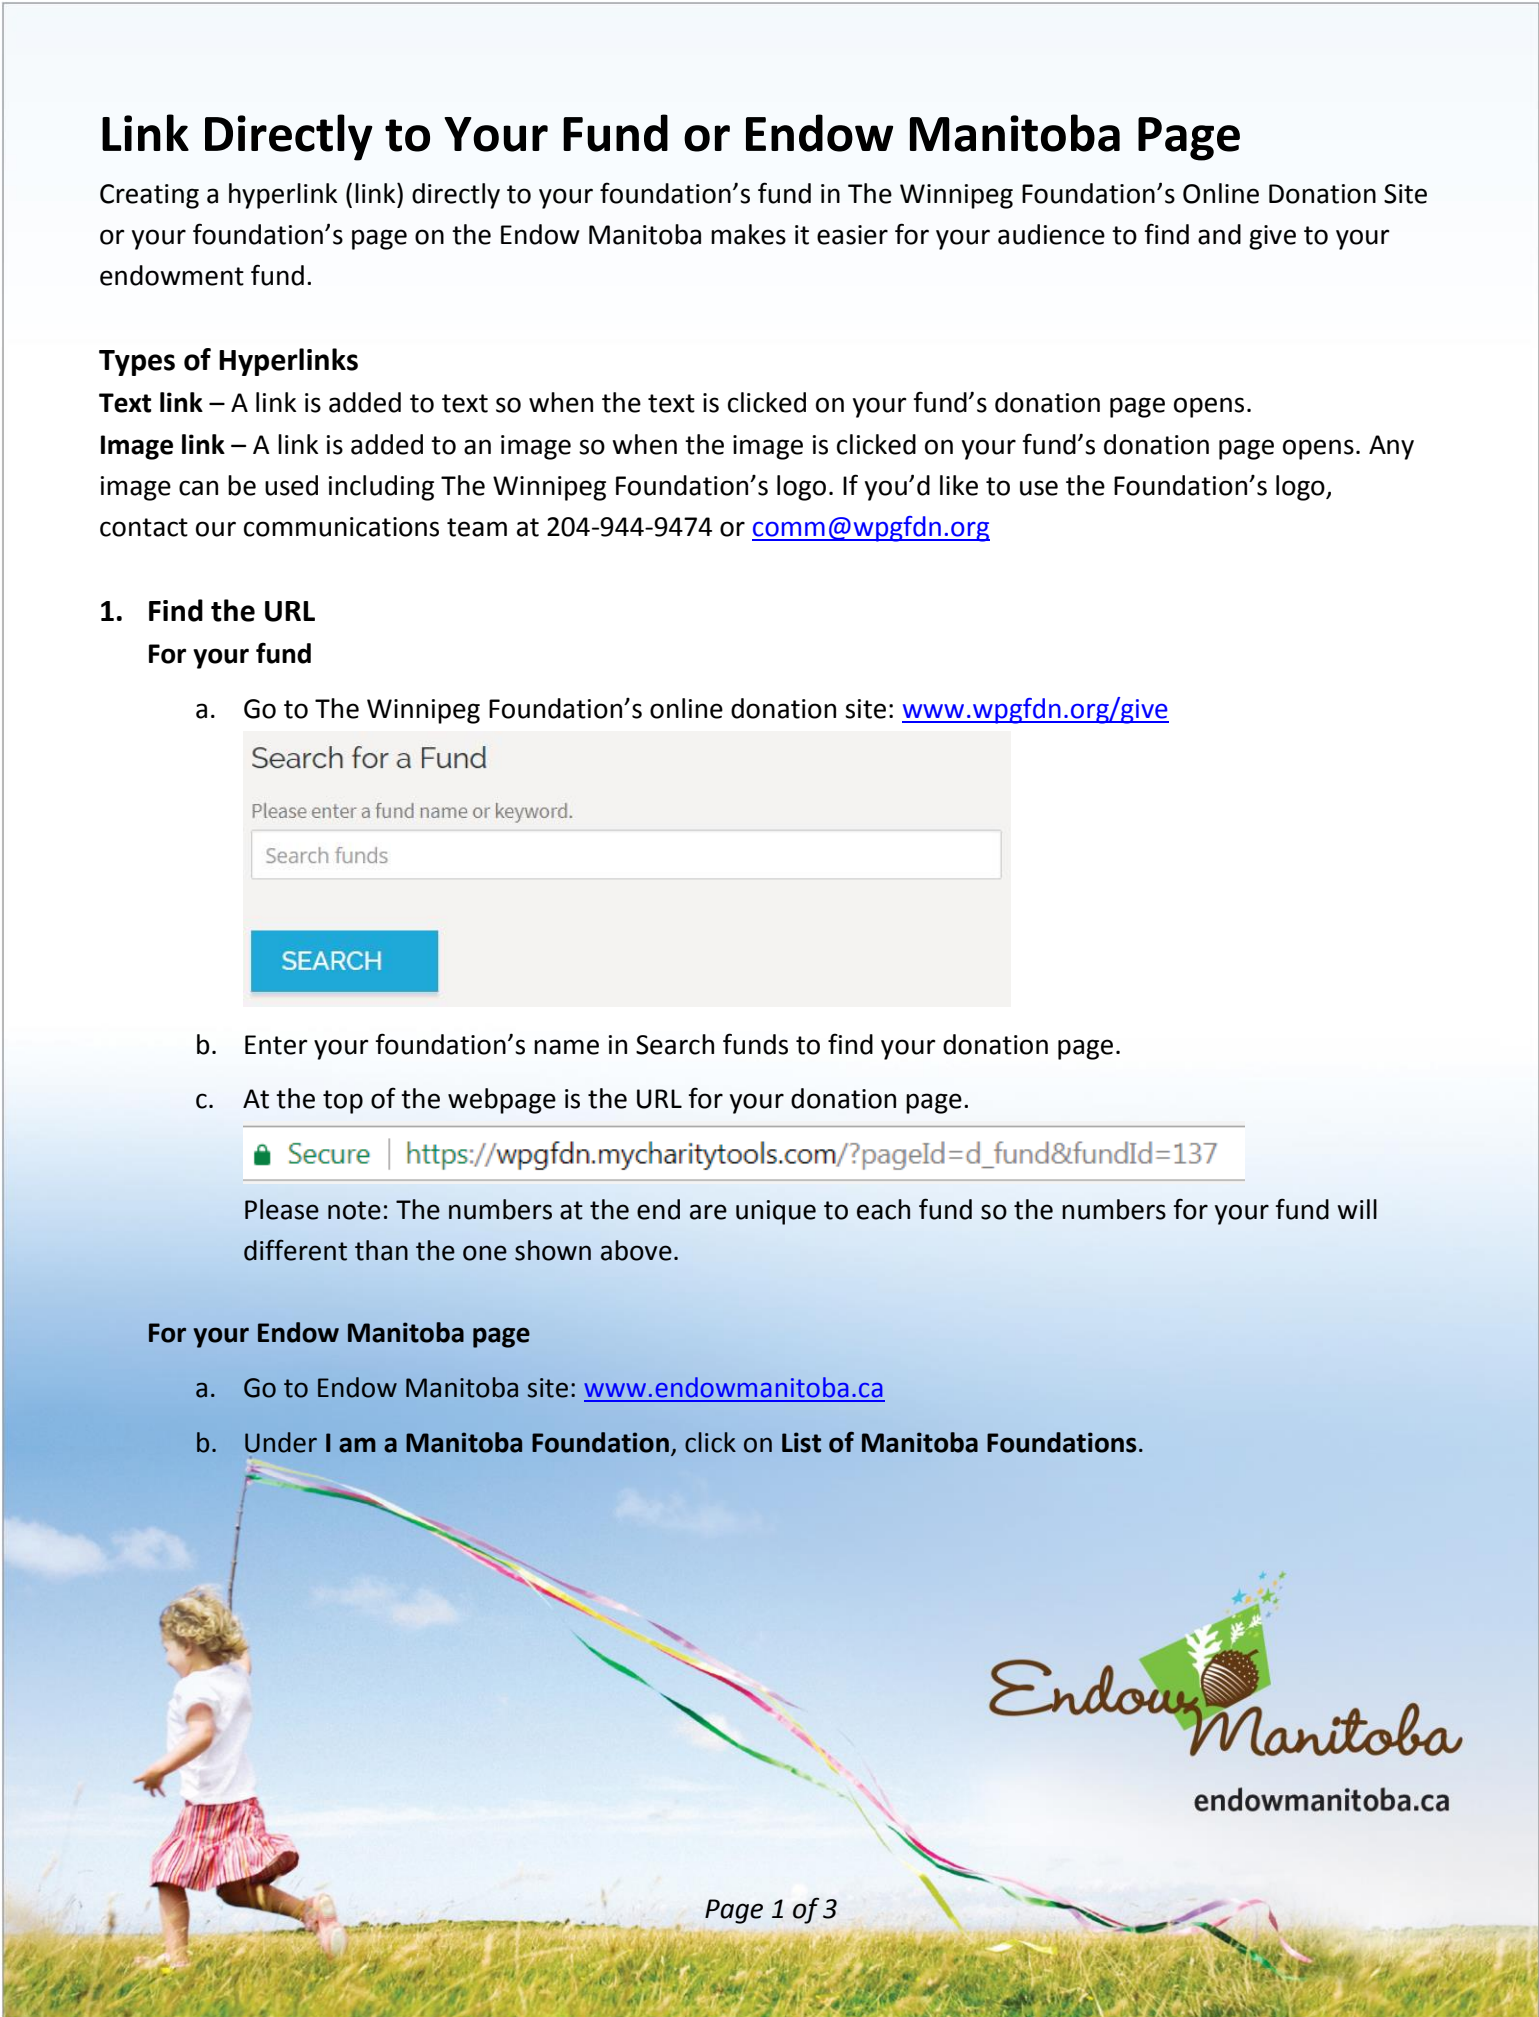 Link Directly to Your Fund or Endow Manitoba Page
Creating a hyperlink (link) directly to your foundation’s fund in The Winnipeg Foundation’s Online Donation Site
or your foundation’s page on the Endow Manitoba makes it easier for your audience to find and give to your
endowment fund.
Types of Hyperlinks
Text link – A link is added to text so when the text is clicked on your fund’s donation page opens.
Image link – A link is added to an image so when the image is clicked on your fund’s donation page opens. Any
image can be used including The Winnipeg Foundation’s logo. If you’d like to use the Foundation’s logo,
contact our communications team at 204-944-9474 or comm@wpgfdn.org
1. Find the URL
For your fund
a. Go to The Winnipeg Foundation’s online donation site: www.wpgfdn.org/give
Search for a Fund
Please enter a fund name or keyword.
Search funds
SEARCH
b. Enter your foundation’s name in Search funds to find your donation page.
c. At the top of the webpage is the URL for your donation page.
Secure | https://wpgfdn.mycharitytools.com/?pageId=d_fund&fundId=137
Please note: The numbers at the end are unique to each fund so the numbers for your fund will
different than the one shown above.
For your Endow Manitoba page
a. Go to Endow Manitoba site: www.endowmanitoba.ca
b. Under I am a Manitoba Foundation, click on List of Manitoba Foundations.
Endow
Manitoba
endowmanitoba.ca
Page 1 of 3